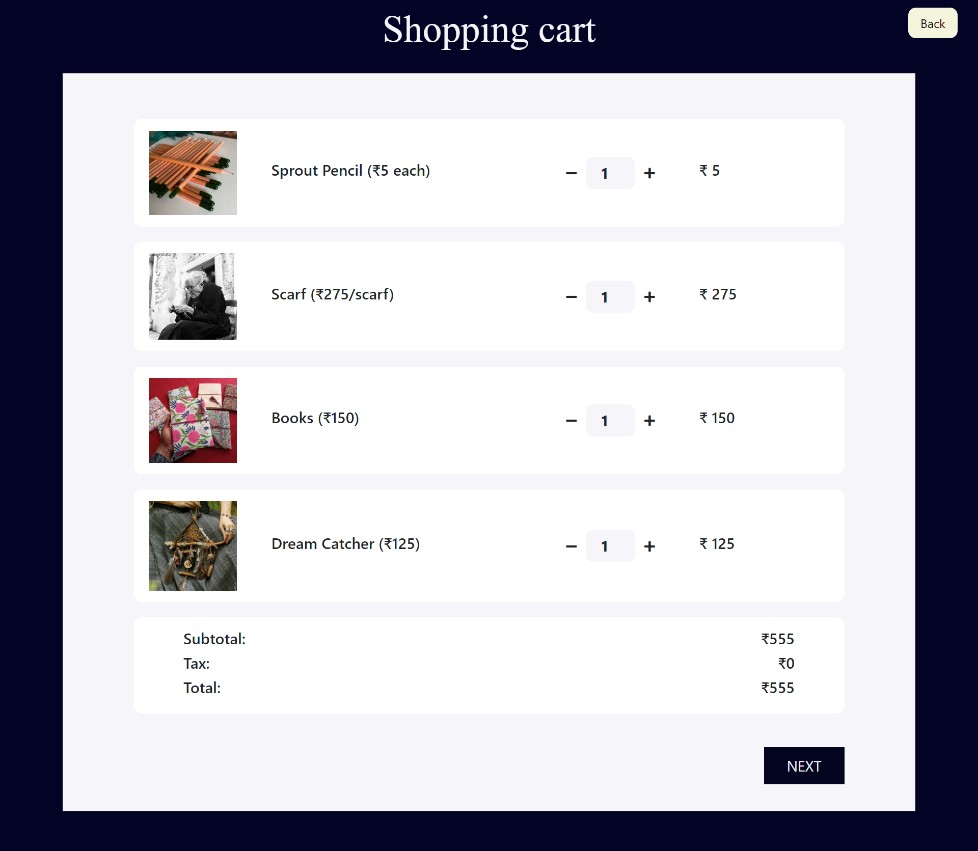 Shopping cart
Back
Sprout Pencil (₹5 each) − 1 + ₹ 5
Scarf (₹275/scarf) − 1 + ₹ 275
Books (₹150) − 1 + ₹ 150
Dream Catcher (₹125) − 1 + ₹ 125
Subtotal: ₹555
Tax: ₹0
Total: ₹555
NEXT